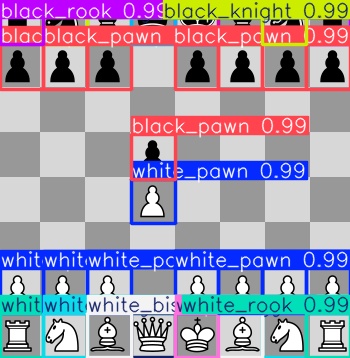 black_rook 0.99 black_knight 0.99
blac black_pawn black_pawn 0.99
black_pawn 0.99
white_pawn 0.99
whit whit white_pa white_pawn 0.99
whit whit white_bis white_rook 0.99